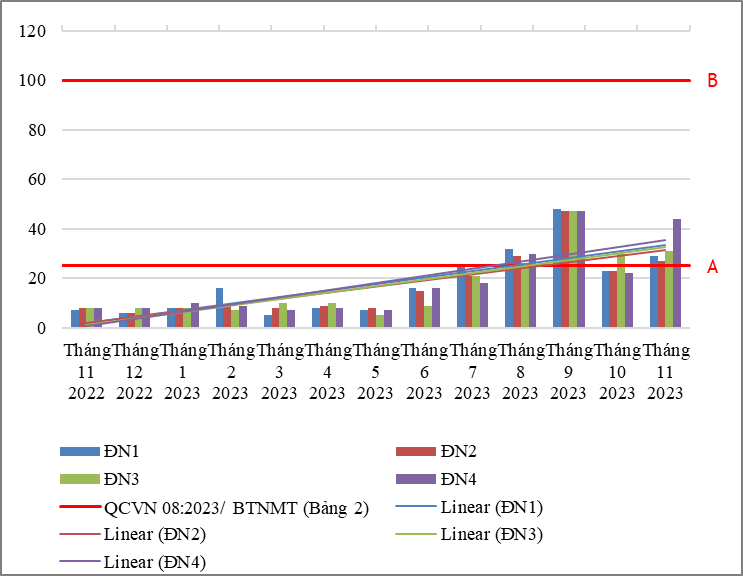 120
100
B
80
60
40
A
20
0
Tháng Tháng Tháng Tháng Tháng Tháng Tháng Tháng Tháng Tháng Tháng Tháng Tháng
11 12 1 2 3 4 5 6 7 8 9 10 11
2022 2022 2023 2023 2023 2023 2023 2023 2023 2023 2023 2023 2023
ĐN1 ĐN2
ĐN3 ĐN4
QCVN 08:2023/ BTNMT (Bảng 2) Linear (ĐN1)
Linear (ĐN2) Linear (ĐN3)
Linear (ĐN4)